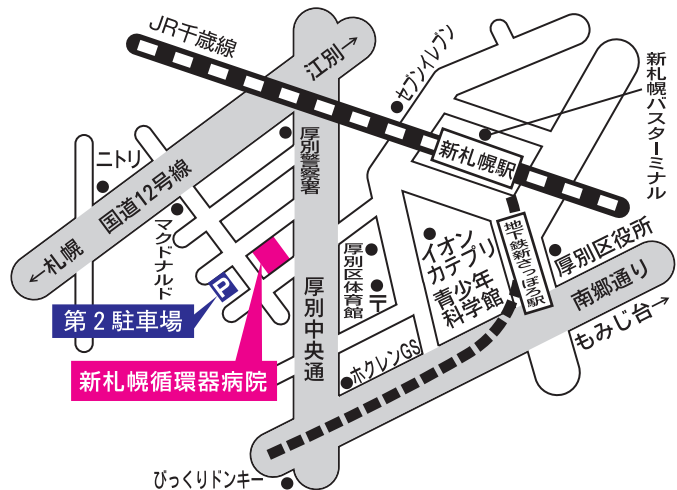 JR千歳線
江別→
セブンイレブン
新札幌バスターミナル
新札幌駅
厚別警察署
ニトリ
国道12号線
←札幌
マクドナルド
地下鉄新さっぽろ駅
厚別区役所
イオン
カテプリ
青少年
科学館
厚別区体育館
〒
南郷通り
もみじ台→
P
第2駐車場
厚別中央通
新札幌循環器病院
ホクレンGS
びっくりドンキー